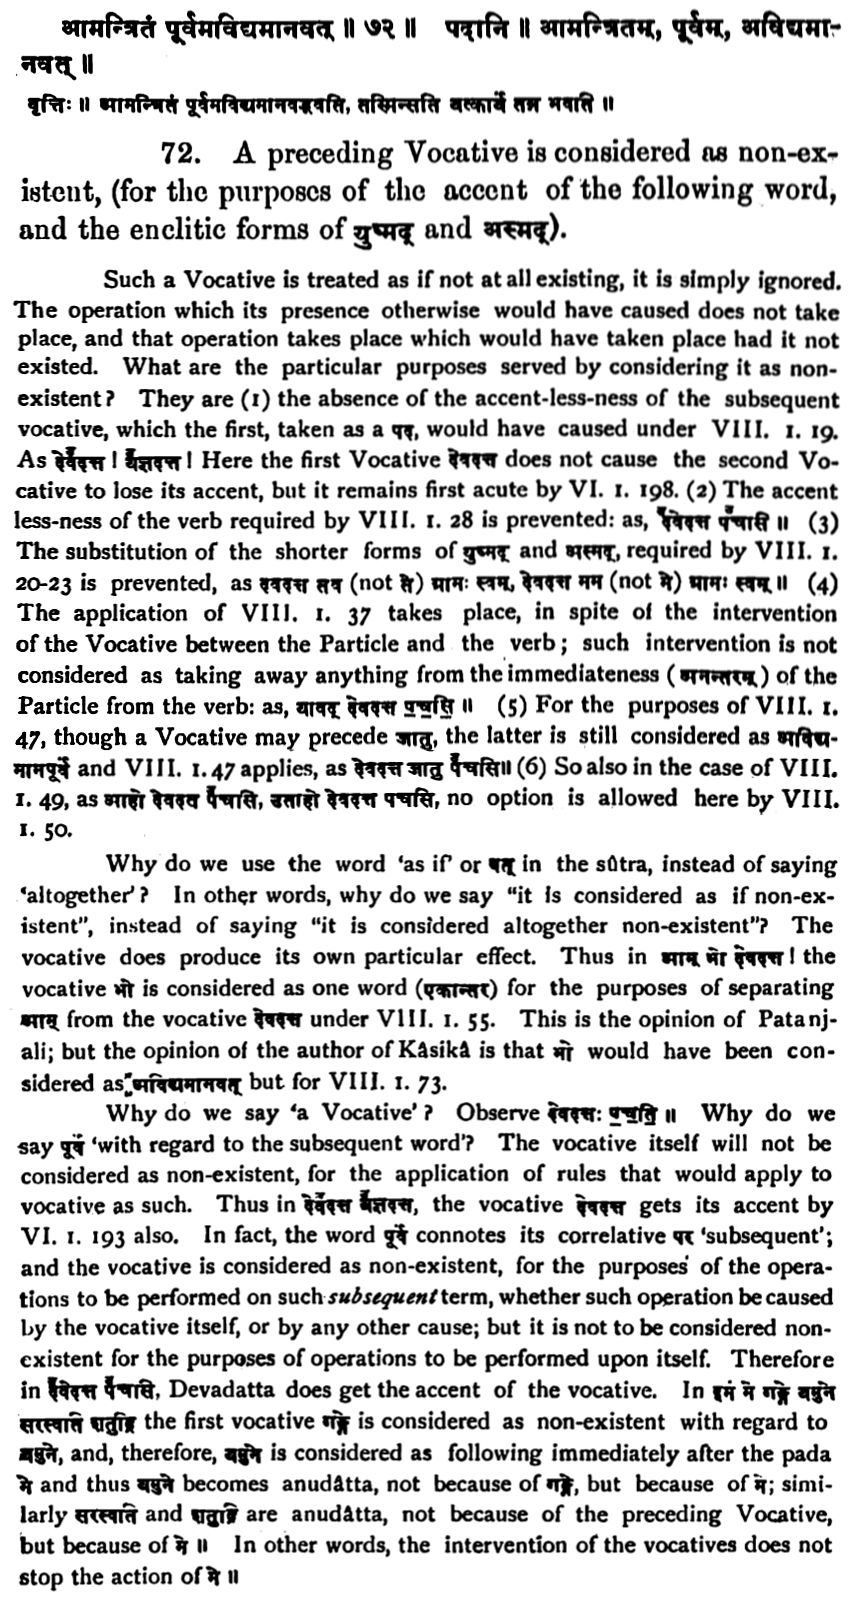 आमन्त्रितं पूर्वमविद्यमानवत् ॥ ७२ ॥ पदानि ॥ आमन्त्रितम्, पूर्वम्, अविद्यमा-
नवत् ॥
वृत्तिः ॥ आमन्त्रितं पूर्वमविद्यमानवद्भवति, तस्मिन्सति यत्कार्यं तन्न भवति ॥
72. A preceding Vocative is considered as non-ex-
istent, (for the purposes of the accent of the following word,
and the enclitic forms of युष्मद् and अस्मद्).
Such a Vocative is treated as if not at all existing, it is simply ignored.
The operation which its presence otherwise would have caused does not take
place, and that operation takes place which would have taken place had it not
existed. What are the particular purposes served by considering it as non-
existent? They are (1) the absence of the accent-less-ness of the subsequent
vocative, which the first, taken as a पद, would have caused under VIII. 1. 19.
As देवदत्त ! यज्ञदत्त ! Here the first Vocative देवदत्त does not cause the second Vo-
cative to lose its accent, but it remains first acute by VI. 1. 198. (2) The accent
less-ness of the verb required by VIII. 1. 28 is prevented: as, देवदत्त पचसि ॥ (3)
The substitution of the shorter forms of युष्मद् and अस्मद्, required by VIII. 1.
20-23 is prevented, as देवदत्त तव (not ते) ग्रामः स्वम्, देवदत्त मम (not मे) ग्रामः स्वम् ॥ (4)
The application of VIII. 1. 37 takes place, in spite of the intervention
of the Vocative between the Particle and the verb; such intervention is not
considered as taking away anything from the immediateness (अनन्तरम्) of the
Particle from the verb: as, यावद् देवदत्त प॒च॒सि॒ ॥ (5) For the purposes of VIII. 1.
47, though a Vocative may precede जातु, the latter is still considered as अविद्य-
मानपूर्वं and VIII. 1. 47 applies, as देवदत्त जातु पचसि॥ (6) So also in the case of VIII.
1. 49, as आहो देवदत्त पचसि, उताहो देवदत्त पचसि, no option is allowed here by VIII.
1. 50.
Why do we use the word 'as if' or वत् in the sûtra, instead of saying
'altogether'? In other words, why do we say "it is considered as if non-ex-
istent", instead of saying "it is considered altogether non-existent"? The
vocative does produce its own particular effect. Thus in आम् भो देवदत्त ! the
vocative भो is considered as one word (एकान्तर) for the purposes of separating
आम् from the vocative देवदत्त under VIII. 1. 55. This is the opinion of Patanj-
ali; but the opinion of the author of Kâsikâ is that भो would have been con-
sidered as अविद्यमानवत् but for VIII. 1. 73.
Why do we say 'a Vocative'? Observe देवदत्तः प॒च॒ति॒ ॥ Why do we
say पूर्वं 'with regard to the subsequent word'? The vocative itself will not be
considered as non-existent, for the application of rules that would apply to
vocative as such. Thus in देवदत्त यज्ञदत्त, the vocative देवदत्त gets its accent by
VI. 1. 193 also. In fact, the word पूर्वं connotes its correlative पर 'subsequent';
and the vocative is considered as non-existent, for the purposes of the opera-
tions to be performed on such subsequent term, whether such operation be caused
by the vocative itself, or by any other cause; but it is not to be considered non-
existent for the purposes of operations to be performed upon itself. Therefore
in देवदत्त पचसि, Devadatta does get the accent of the vocative. In इमं मे गङ्गे यमुने
सरस्वति शतुद्रि the first vocative गङ्गे is considered as non-existent with regard to
यमुने, and, therefore, यमुने is considered as following immediately after the pada
मे and thus यमुने becomes anudâtta, not because of गङ्गे, but because of मे; simi-
larly सरस्वति and शतुद्रि are anudâtta, not because of the preceding Vocative,
but because of मे ॥ In other words, the intervention of the vocatives does not
stop the action of मे ॥